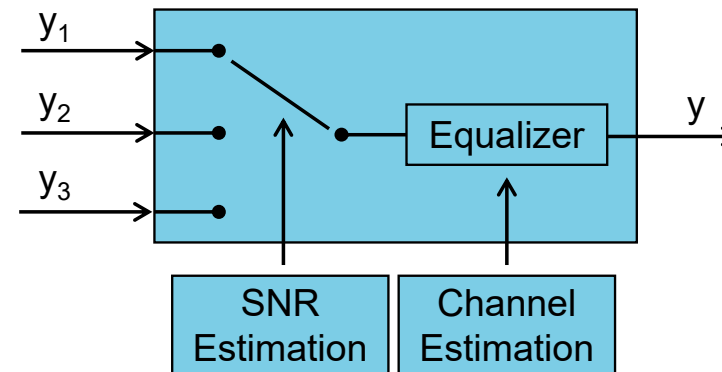 y1
y2
y3
Equalizer
y
SNR
Estimation
Channel
Estimation